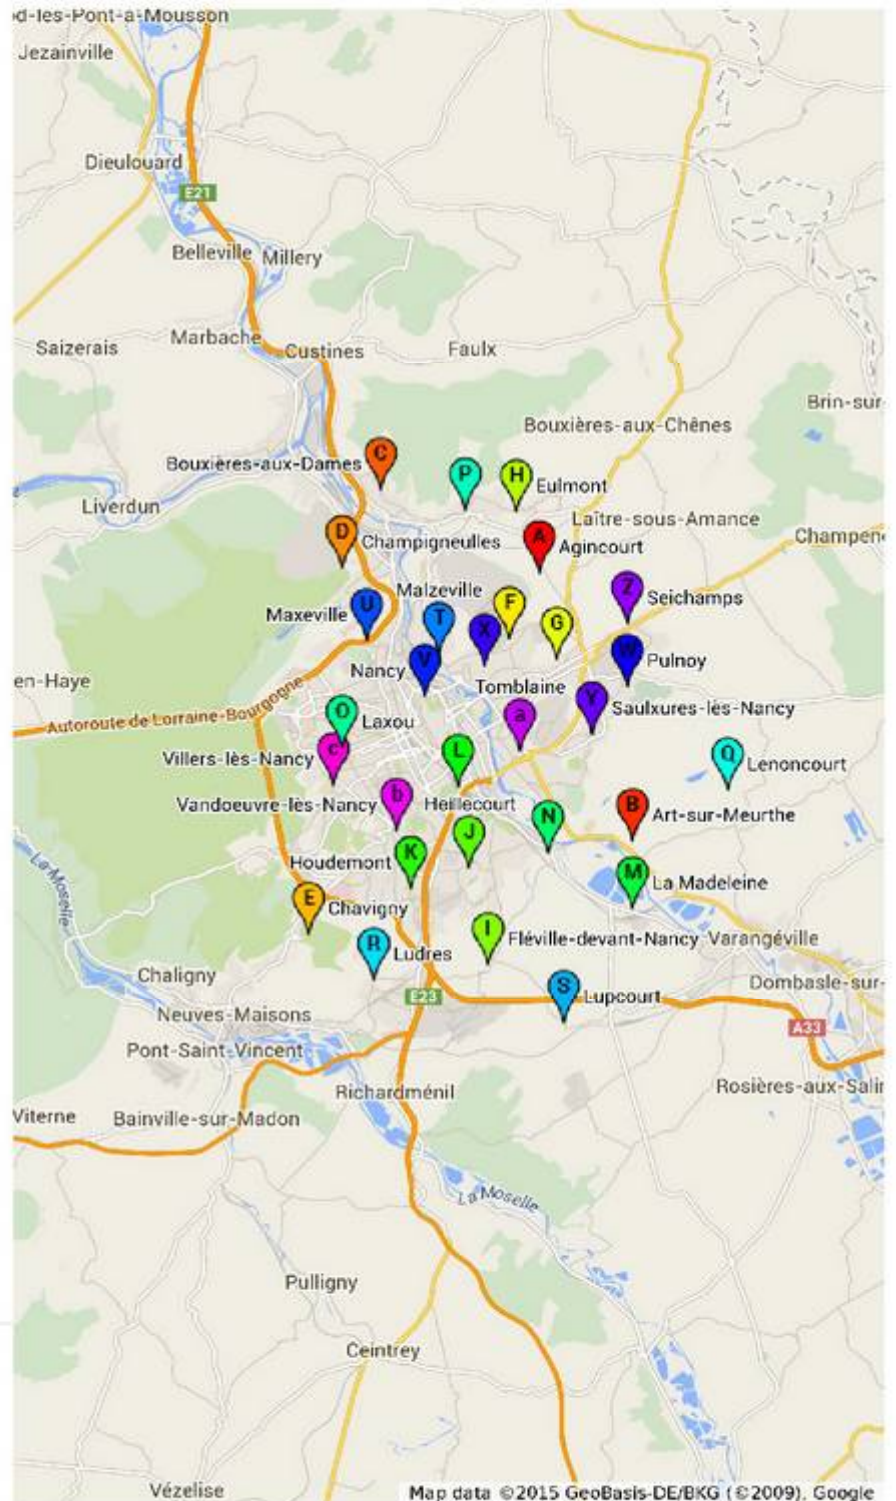 od-les-Pont-à-Mousson
Jezainville
Dieulouard
E21
Belleville
Millery
Marbache
Saizerais
Custines
Faulx
Brin-sur-
Bouxières-aux-Chênes
C
Bouxières-aux-Dames
P
H
Eulmont
Liverdun
Laître-sous-Amance
D
Champigneulles
A
Agincourt
Champen
Malzeville
Z
Seichamps
U
Maxeville
F
T
X
G
Nancy
V
W
Pulnoy
en-Haye
Tomblaine
Y
Saulxures-lès-Nancy
Autoroute de Lorraine-Bourgogne
O
Laxou
a
c
Villers-lès-Nancy
L
Q
Lenoncourt
b
Vandoeuvre-lès-Nancy
Heillecourt
B
Art-sur-Meurthe
N
J
Houdemont
K
M
La Madeleine
La Moselle
E
Chavigny
I
Fléville-devant-Nancy
Varangéville
R
Ludres
Chaligny
Dombasle-sur-
E23
S
Lupcourt
Neuves-Maisons
A33
Pont-Saint-Vincent
Richardménil
Rosières-aux-Salin
Viterne
Bainville-sur-Madon
La Moselle
Pulligny
Ceintrey
Vézelise
Map data ©2015 GeoBasis-DE/BKG (©2009), Google